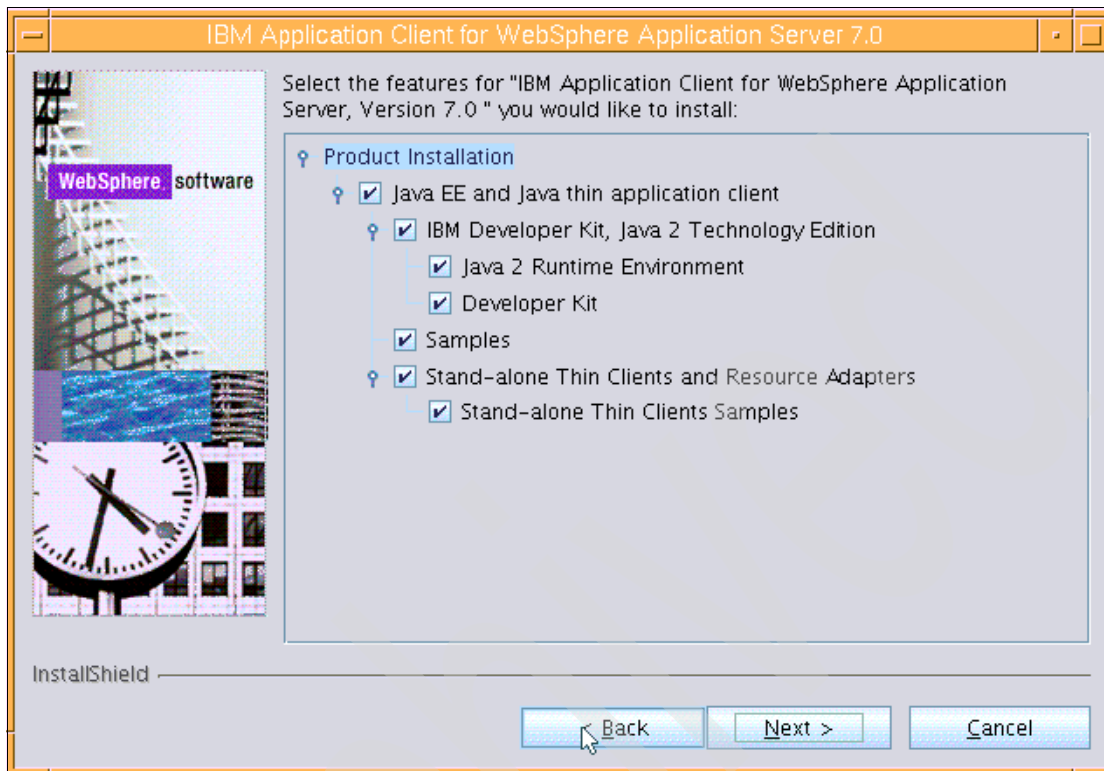 IBM Application Client for WebSphere Application Server 7.0
WebSphere. software
Select the features for "IBM Application Client for WebSphere Application
Server, Version 7.0 " you would like to install:
Product Installation
Java EE and Java thin application client
IBM Developer Kit, Java 2 Technology Edition
Java 2 Runtime Environment
Developer Kit
Samples
Stand-alone Thin Clients and Resource Adapters
Stand-alone Thin Clients Samples
InstallShield
< Back
Next >
Cancel